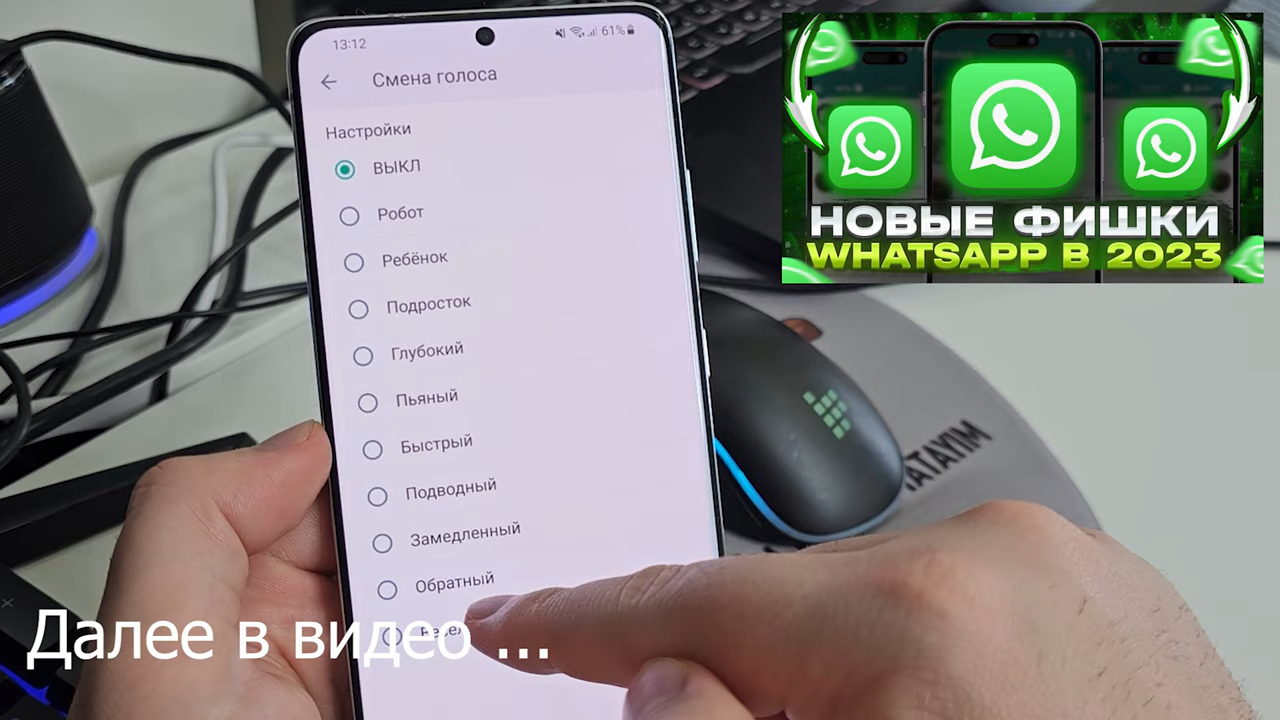 13:12
61%
Смена голоса
Настройки
ВЫКЛ
Робот
Ребёнок
Подросток
Глубокий
Пьяный
Быстрый
Подводный
Замедленный
Обратный
Далее в видео ...
НОВЫЕ ФИШКИ
WHATSAPP В 2023